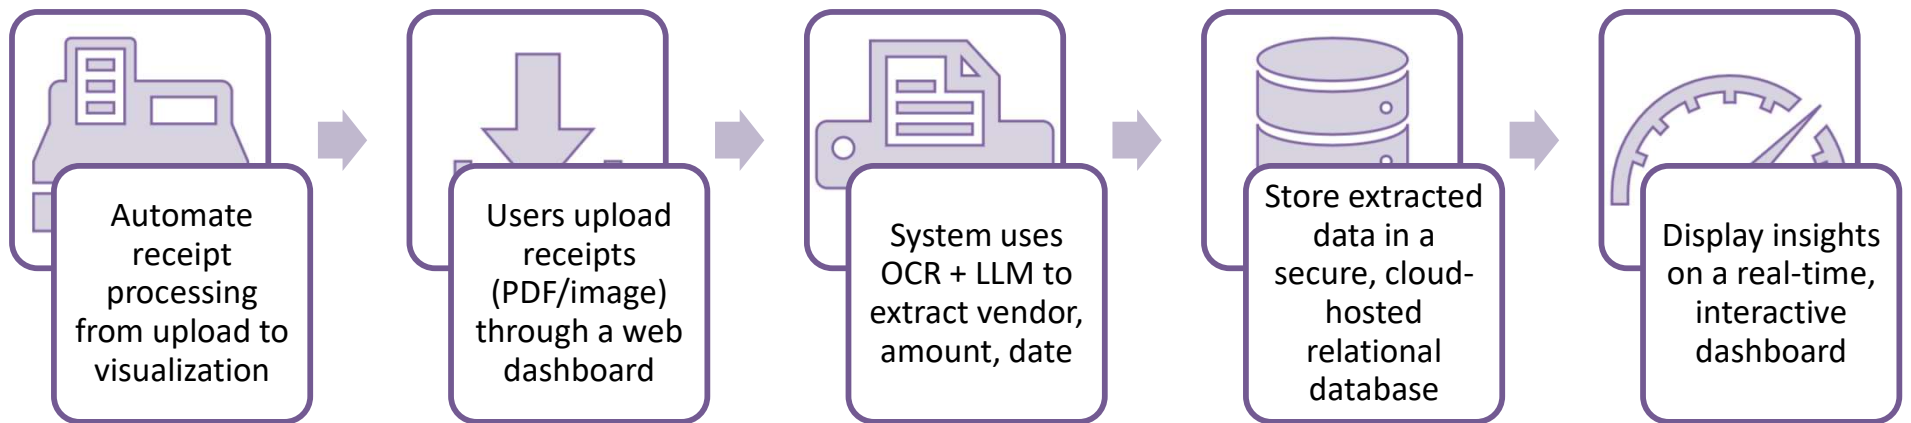 Automate
receipt
processing
from upload to
visualization
Users upload
receipts
(PDF/image)
through a web
dashboard
System uses
OCR + LLM to
extract vendor,
amount, date
Store extracted
data in a
secure, cloud-
hosted
relational
database
Display insights
on a real-time,
interactive
dashboard